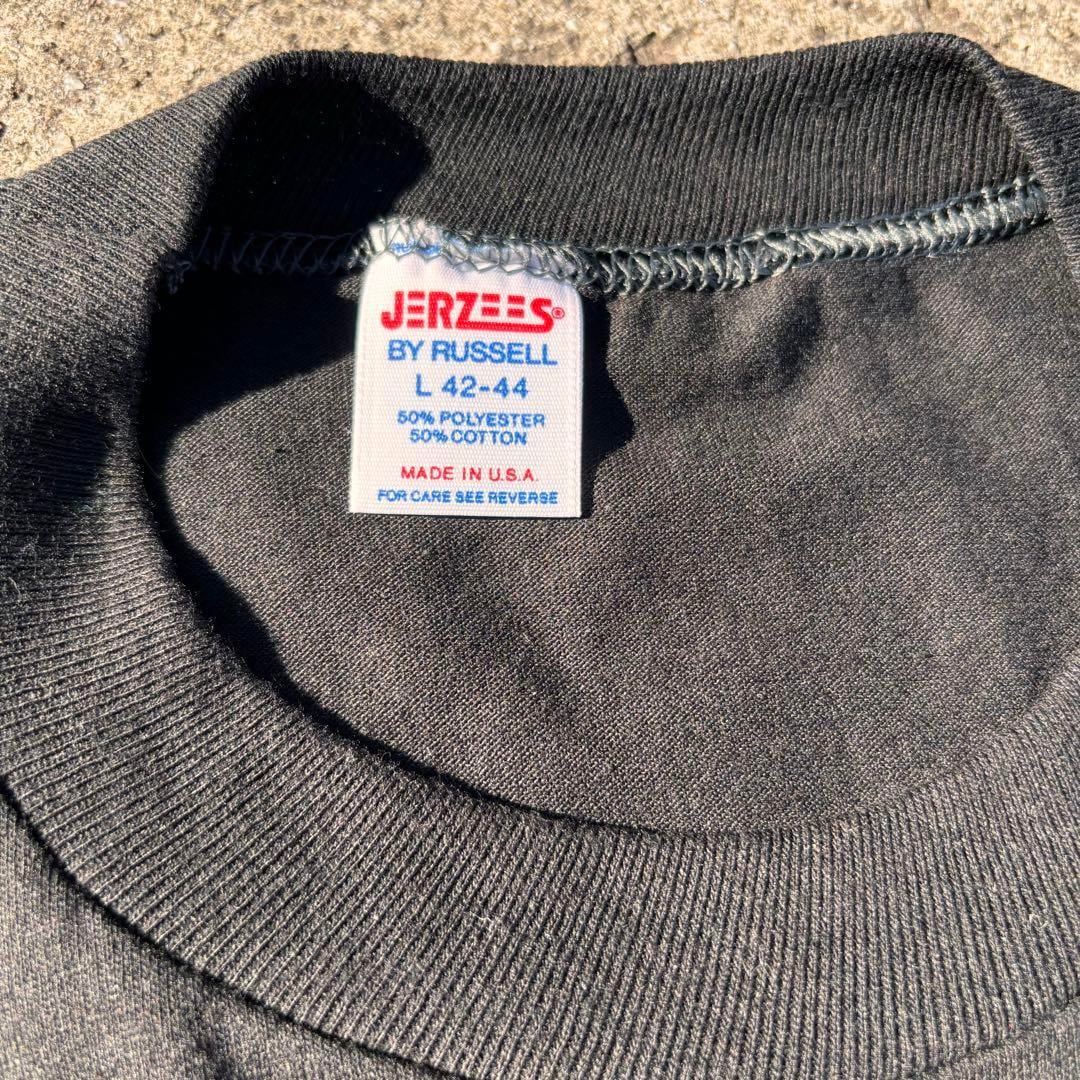 JERZEES®
BY RUSSELL
L 42-44
50% POLYESTER
50% COTTON
MADE IN U.S.A.
FOR CARE SEE REVERSE